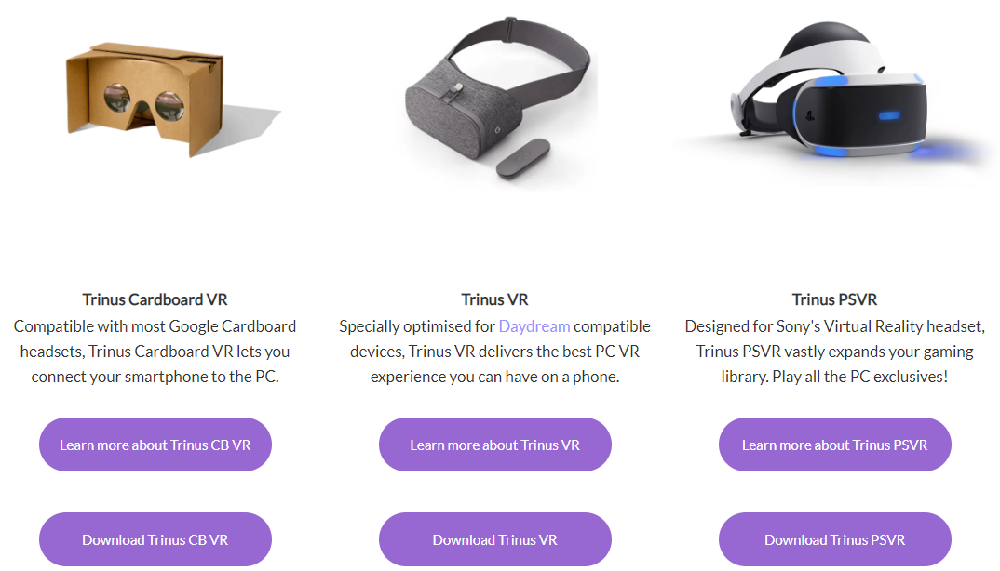 Trinus Cardboard VR
Compatible with most Google Cardboard
headsets, Trinus Cardboard VR lets you
connect your smartphone to the PC.
Learn more about Trinus CB VR
Download Trinus CB VR
Trinus VR
Specially optimised for Daydream compatible
devices, Trinus VR delivers the best PC VR
experience you can have on a phone.
Learn more about Trinus VR
Download Trinus VR
Trinus PSVR
Designed for Sony's Virtual Reality headset,
Trinus PSVR vastly expands your gaming
library. Play all the PC exclusives!
Learn more about Trinus PSVR
Download Trinus PSVR